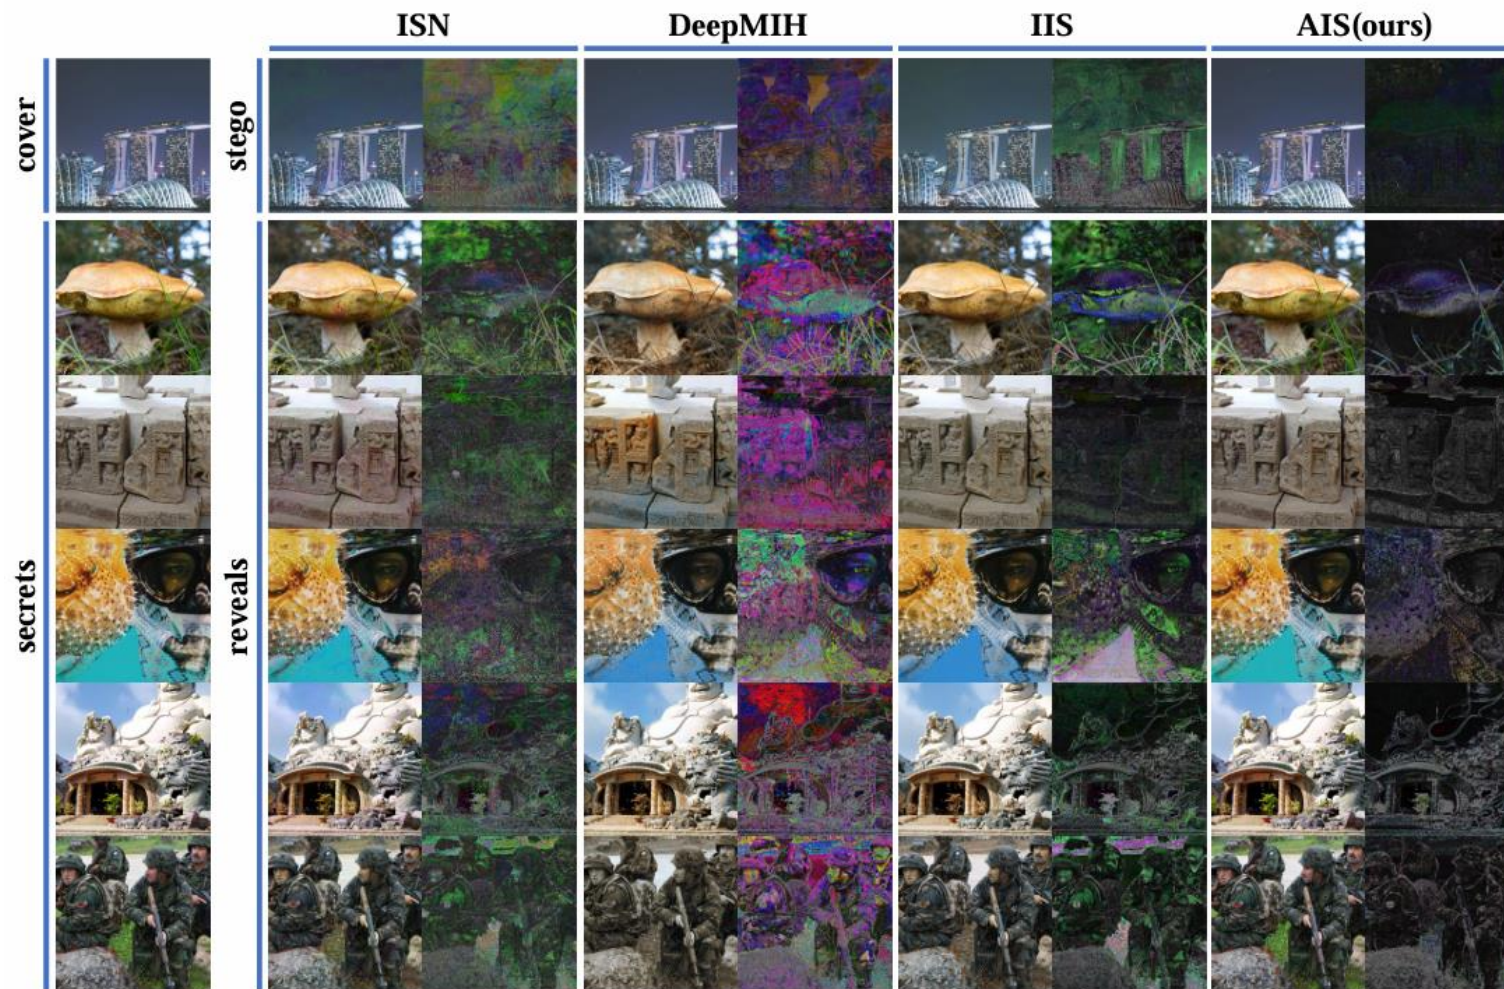 ISN DeepMIH IIS AIS(ours)
cover
stego
secrets
reveals